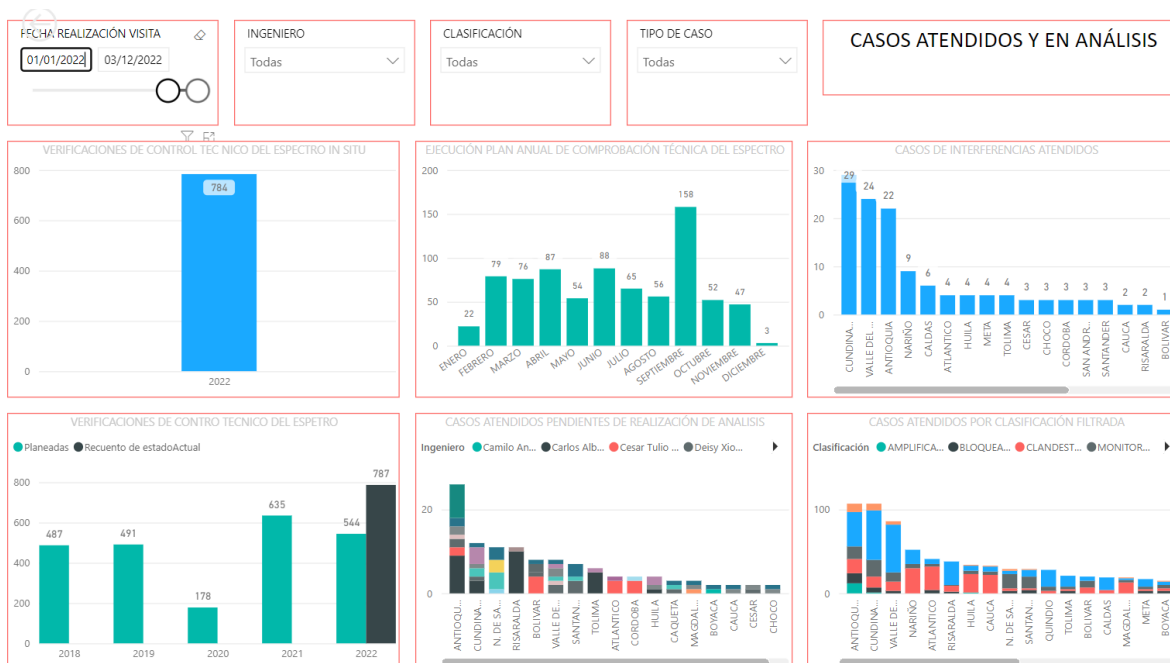 FECHA REALIZACIÓN VISITA
01/01/2022 03/12/2022
INGENIERO
Todas
CLASIFICACIÓN
Todas
TIPO DE CASO
Todas
CASOS ATENDIDOS Y EN ANÁLISIS
VERIFICACIONES DE CONTROL TEC NICO DEL ESPECTRO IN SITU
800
600
400
200
0
784
2022
EJECUCIÓN PLAN ANUAL DE COMPROBACIÓN TÉCNICA DEL ESPECTRO
200
150
100
50
0
22 79 76 87 54 88 65 56 158 52 47 3
ENERO FEBRERO MARZO ABRIL MAYO JUNIO JULIO AGOSTO SEPTIEMBRE OCTUBRE NOVIEMBRE DICIEMBRE
CASOS DE INTERFERENCIAS ATENDIDOS
30
20
10
0
29 24 22 9 6 4 4 4 4 3 3 3 3 3 2 2 1
CUNDINA... VALLE DEL ... ANTIOQUIA NARIÑO CALDAS ATLANTICO HUILA META TOLIMA CESAR CHOCO CORDOBA SAN ANDR... SANTANDER CAUCA RISARALDA BOLIVAR
VERIFICACIONES DE CONTRO TECNICO DEL ESPETRO
Planeadas Recuento de estadoActual
800
600
400
200
0
487 491 178 635 544 787
2018 2019 2020 2021 2022
CASOS ATENDIDOS PENDIENTES DE REALIZACIÓN DE ANALISIS
Ingeniero Camilo An... Carlos Alb... Cesar Tulio ... Deisy Xio...
20
0
ANTIOQU... CUNDINA... N. DE SA... RISARALDA BOLIVAR VALLE DE... SANTAN... TOLIMA ATLANTICO CORDOBA HUILA CAQUETA MAGDAL... BOYACA CAUCA CESAR CHOCO
CASOS ATENDIDOS POR CLASIFICACIÓN FILTRADA
Clasificación AMPLIFICA... BLOQUEA... CLANDEST... MONITOR...
100
0
ANTIOQU... CUNDINA... VALLE DE... NARIÑO ATLANTICO RISARALDA HUILA CAUCA N. DE SA... SANTAN... QUINDIO TOLIMA BOLIVAR CALDAS MAGDAL... META BOYACA